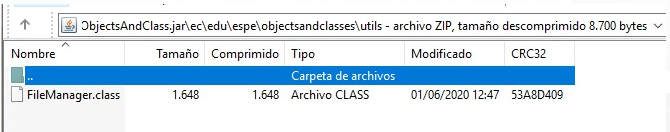 ObjectsAndClass.jar\ec\edu\espe\objectsandclasses\utils - archivo ZIP, tamaño descomprimido 8.700 bytes
Nombre Tamaño Comprimido Tipo Modificado CRC32
.. Carpeta de archivos
FileManager.class 1.648 1.648 Archivo CLASS 01/06/2020 12:47 53A8D409